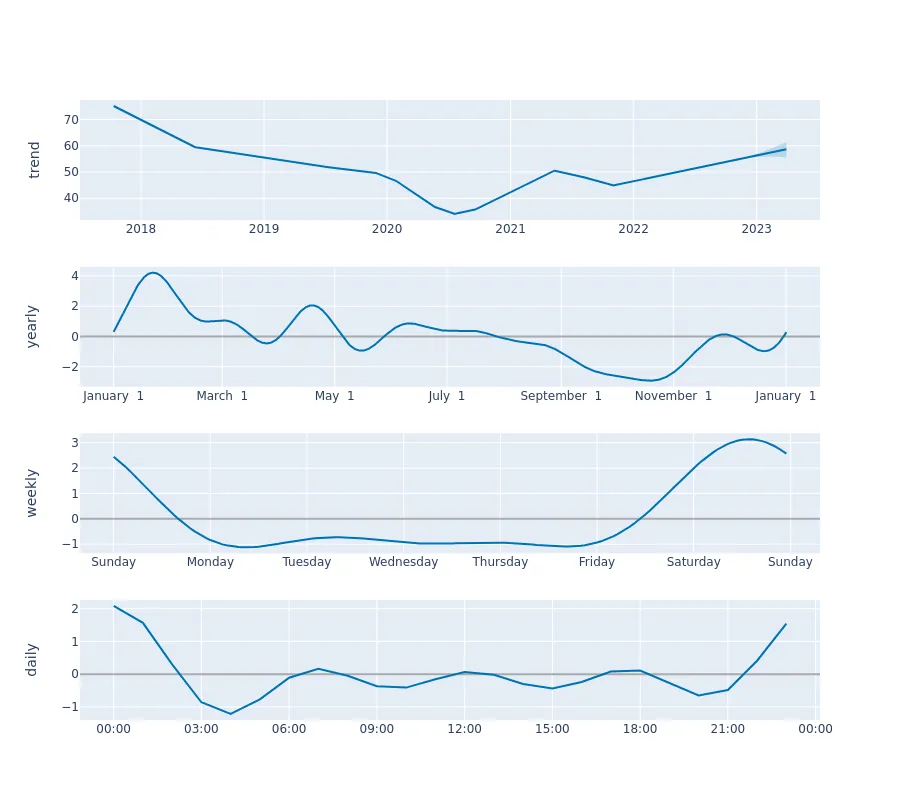 trend
70
60
50
40
2018 2019 2020 2021 2022 2023
yearly
4
2
0
−2
January 1 March 1 May 1 July 1 September 1 November 1 January 1
weekly
3
2
1
0
−1
Sunday Monday Tuesday Wednesday Thursday Friday Saturday Sunday
daily
2
1
0
−1
00:00 03:00 06:00 09:00 12:00 15:00 18:00 21:00 00:00